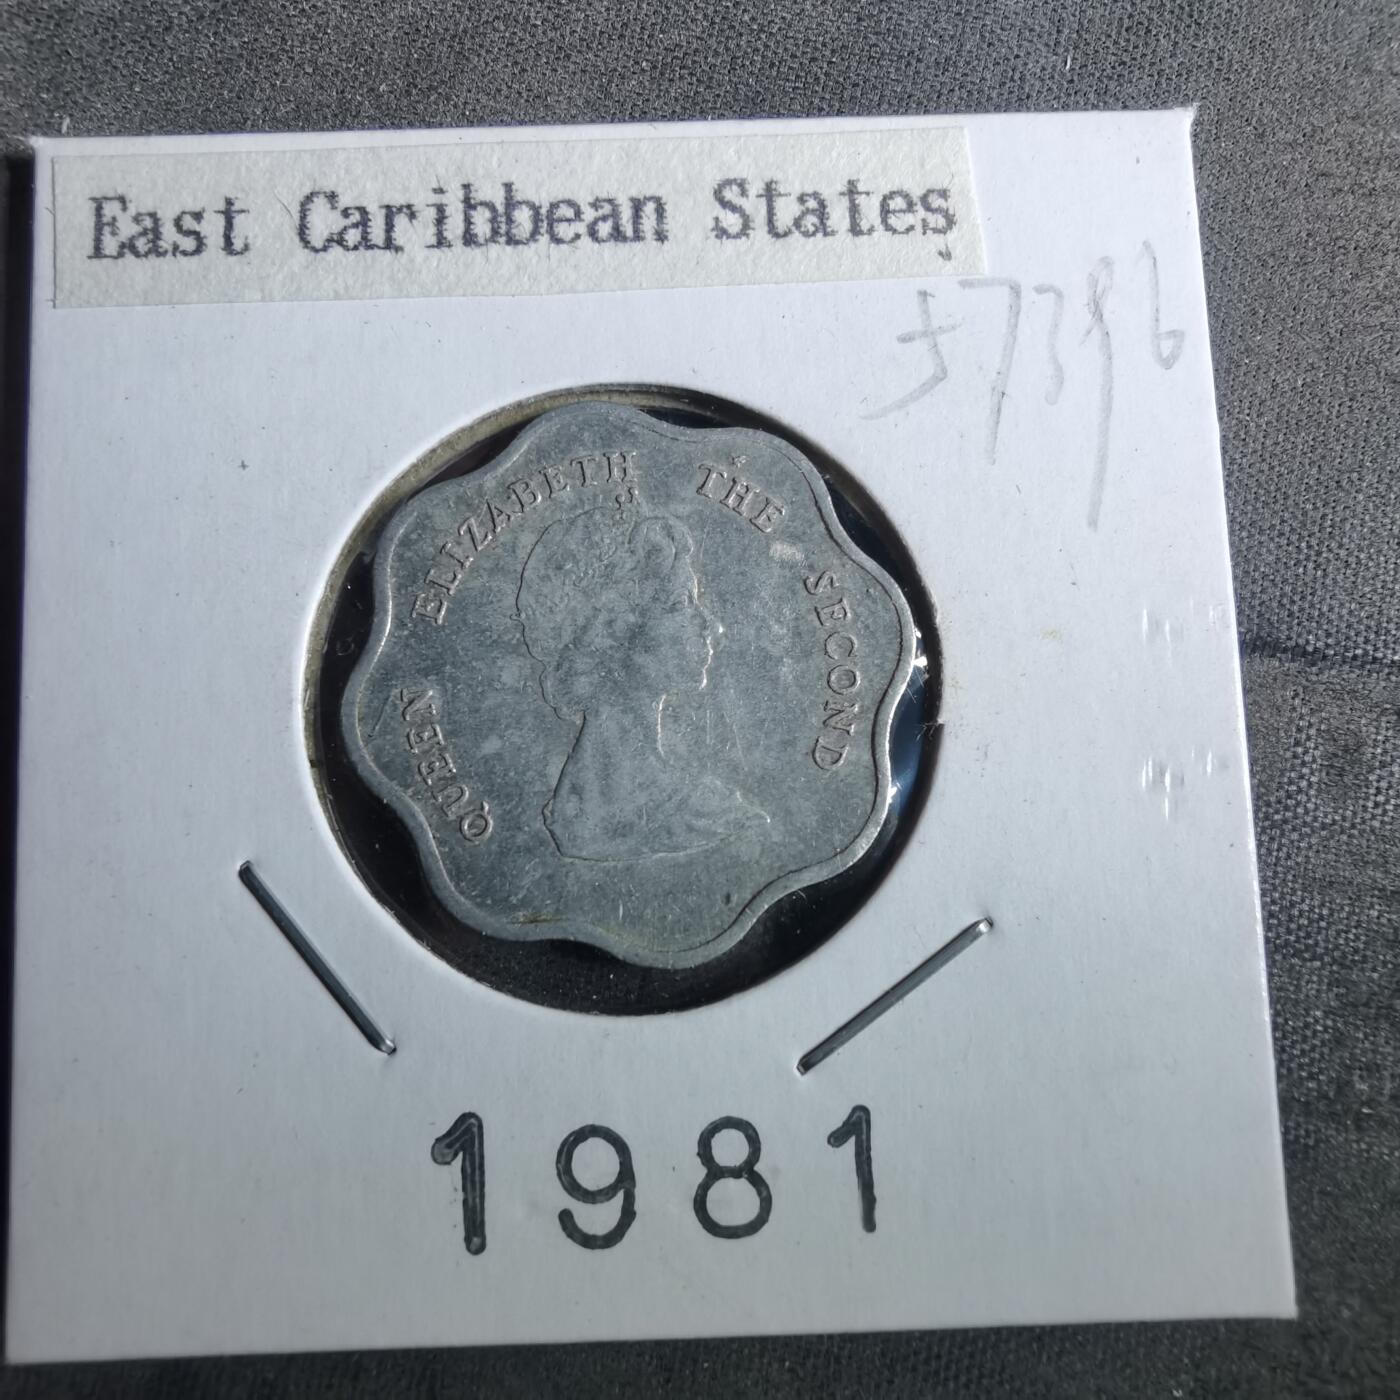 East Caribbean States
QUEEN ELIZABETH THE SECOND
1981